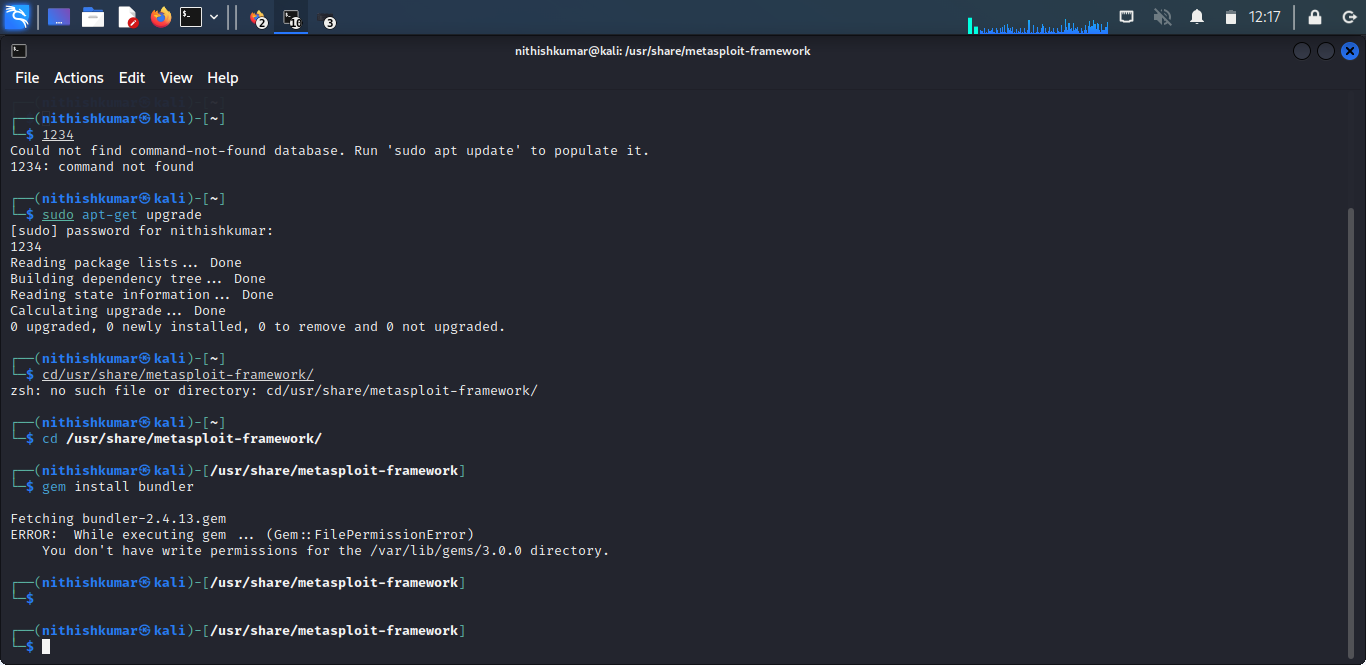 2
16
3
12:17
nithishkumar@kali: /usr/share/metasploit-framework
File Actions Edit View Help
┌──(nithishkumar㉿kali)-[~]
└─$ 1234
Could not find command-not-found database. Run 'sudo apt update' to populate it.
1234: command not found
┌──(nithishkumar㉿kali)-[~]
└─$ sudo apt-get upgrade
[sudo] password for nithishkumar:
1234
Reading package lists... Done
Building dependency tree... Done
Reading state information... Done
Calculating upgrade... Done
0 upgraded, 0 newly installed, 0 to remove and 0 not upgraded.
┌──(nithishkumar㉿kali)-[~]
└─$ cd/usr/share/metasploit-framework/
zsh: no such file or directory: cd/usr/share/metasploit-framework/
┌──(nithishkumar㉿kali)-[~]
└─$ cd /usr/share/metasploit-framework/
┌──(nithishkumar㉿kali)-[/usr/share/metasploit-framework]
└─$ gem install bundler
Fetching bundler-2.4.13.gem
ERROR:  While executing gem ... (Gem::FilePermissionError)
    You don't have write permissions for the /var/lib/gems/3.0.0 directory.
┌──(nithishkumar㉿kali)-[/usr/share/metasploit-framework]
└─$
┌──(nithishkumar㉿kali)-[/usr/share/metasploit-framework]
└─$